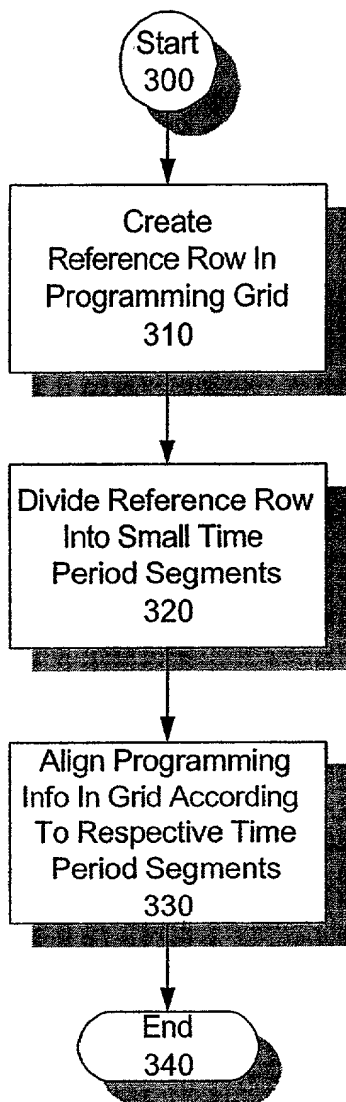 Start
300
Create
Reference Row In
Programming Grid
310
Divide Reference Row
Into Small Time
Period Segments
320
Align Programming
Info In Grid According
To Respective Time
Period Segments
330
End
340